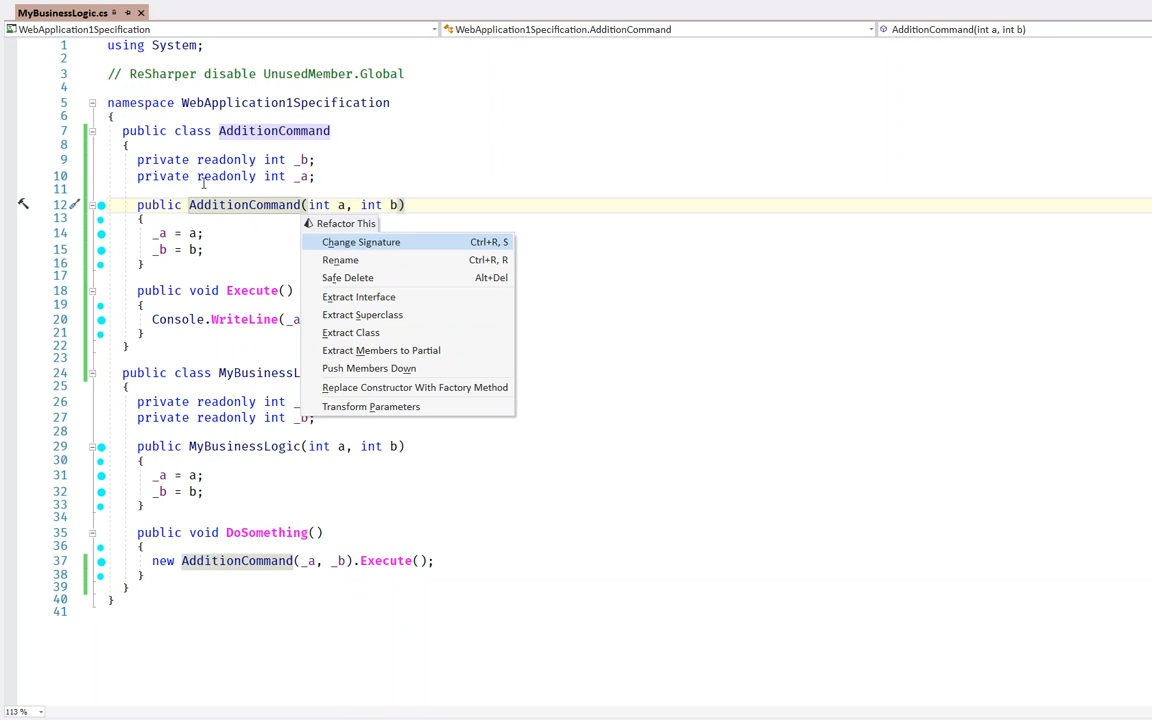 MyBusinessLogic.cs
WebApplication1Specification WebApplication1Specification.AdditionCommand AdditionCommand(int a, int b)
1 using System;
2
3 // ReSharper disable UnusedMember.Global
4
5 namespace WebApplication1Specification
6 {
7 public class AdditionCommand
8 {
9 private readonly int _b;
10 private readonly int _a;
11
12 public AdditionCommand(int a, int b)
13 {
14 _a = a;
15 _b = b;
16 }
17
18 public void Execute()
19 {
20 Console.WriteLine(_a
21 }
22 }
23
24 public class MyBusinessL
25 {
26 private readonly int _
27 private readonly int _b;
28
29 public MyBusinessLogic(int a, int b)
30 {
31 _a = a;
32 _b = b;
33 }
34
35 public void DoSomething()
36 {
37 new AdditionCommand(_a, _b).Execute();
38 }
39 }
40 }
41
Refactor This
Change Signature Ctrl+R, S
Rename Ctrl+R, R
Safe Delete Alt+Del
Extract Interface
Extract Superclass
Extract Class
Extract Members to Partial
Push Members Down
Replace Constructor With Factory Method
Transform Parameters
113 %